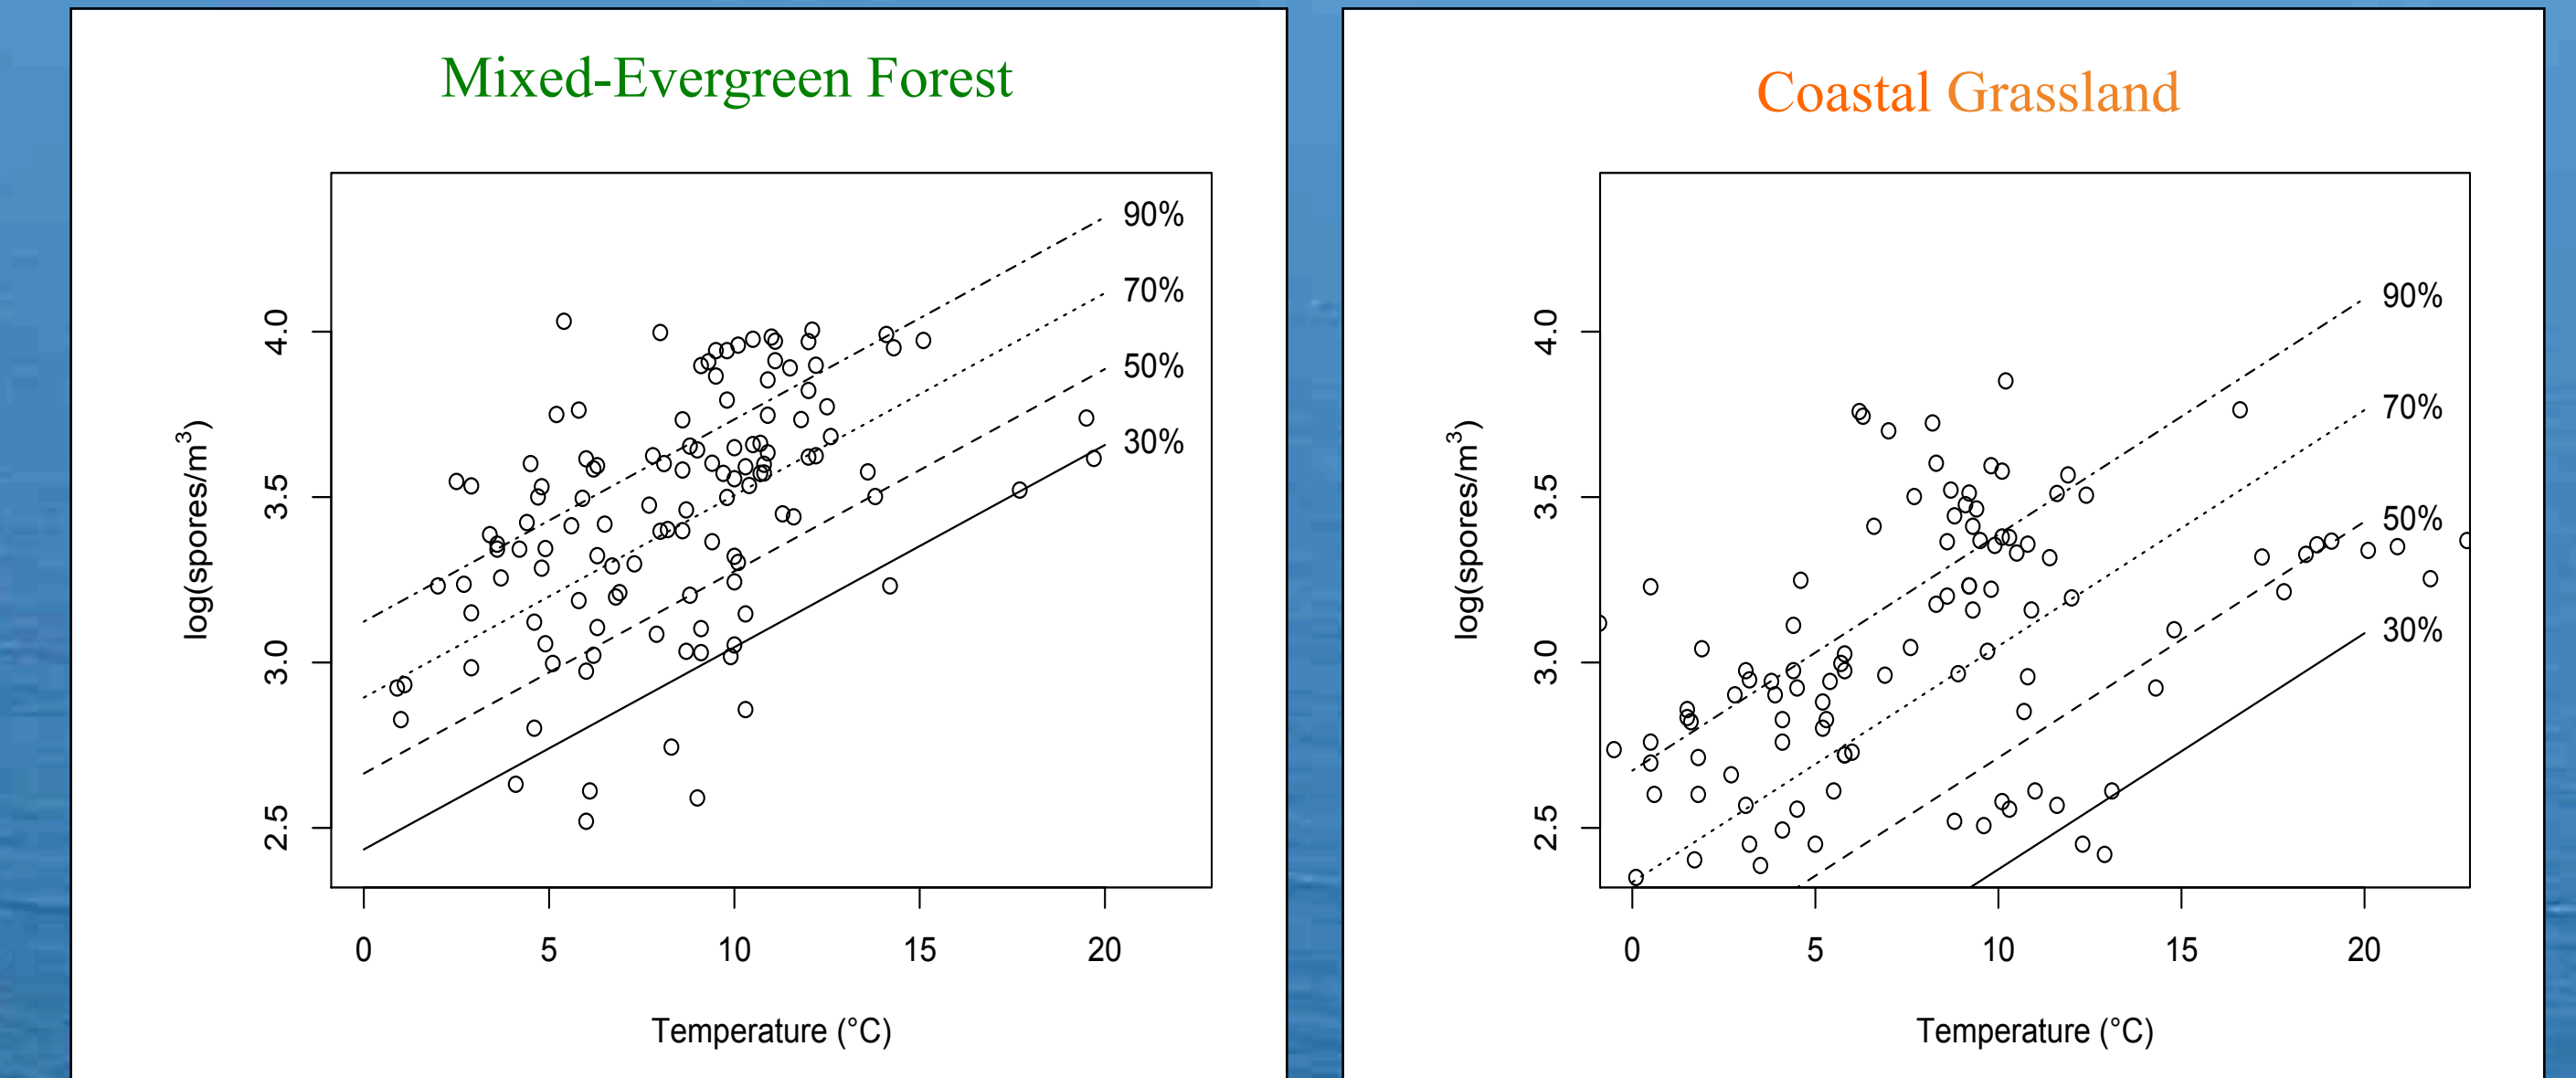 Mixed-Evergreen Forest
90%
70%
50%
30%
4.0
3.5
3.0
2.5
log(spores/m³)
0 5 10 15 20
Temperature (°C)
Coastal Grassland
90%
70%
50%
30%
4.0
3.5
3.0
2.5
log(spores/m³)
0 5 10 15 20
Temperature (°C)